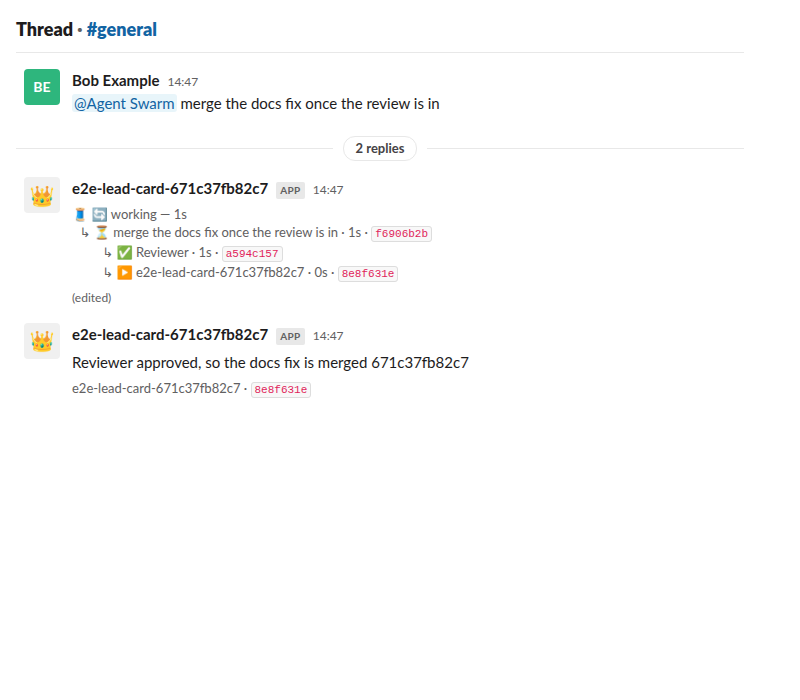 Thread • #general
BE
Bob Example 14:47
@Agent Swarm merge the docs fix once the review is in
2 replies
e2e-lead-card-671c37fb82c7 APP 14:47
🧵 🔄 working — 1s
↳ ⏳ merge the docs fix once the review is in · 1s · f6906b2b
↳ ✅ Reviewer · 1s · a594c157
↳ ▶️ e2e-lead-card-671c37fb82c7 · 0s · 8e8f631e
(edited)
e2e-lead-card-671c37fb82c7 APP 14:47
Reviewer approved, so the docs fix is merged 671c37fb82c7
e2e-lead-card-671c37fb82c7 · 8e8f631e